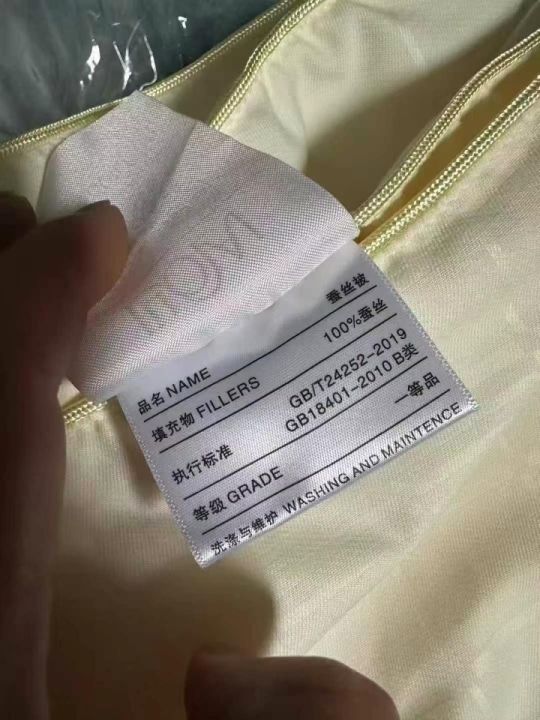 品名 NAME 蚕丝被
填充物 FILLERS 100%蚕丝
执行标准 GB/T24252-2019
GB18401-2010 B类
等级 GRADE 一等品
洗涤与维护 WASHING AND MAINTENCE